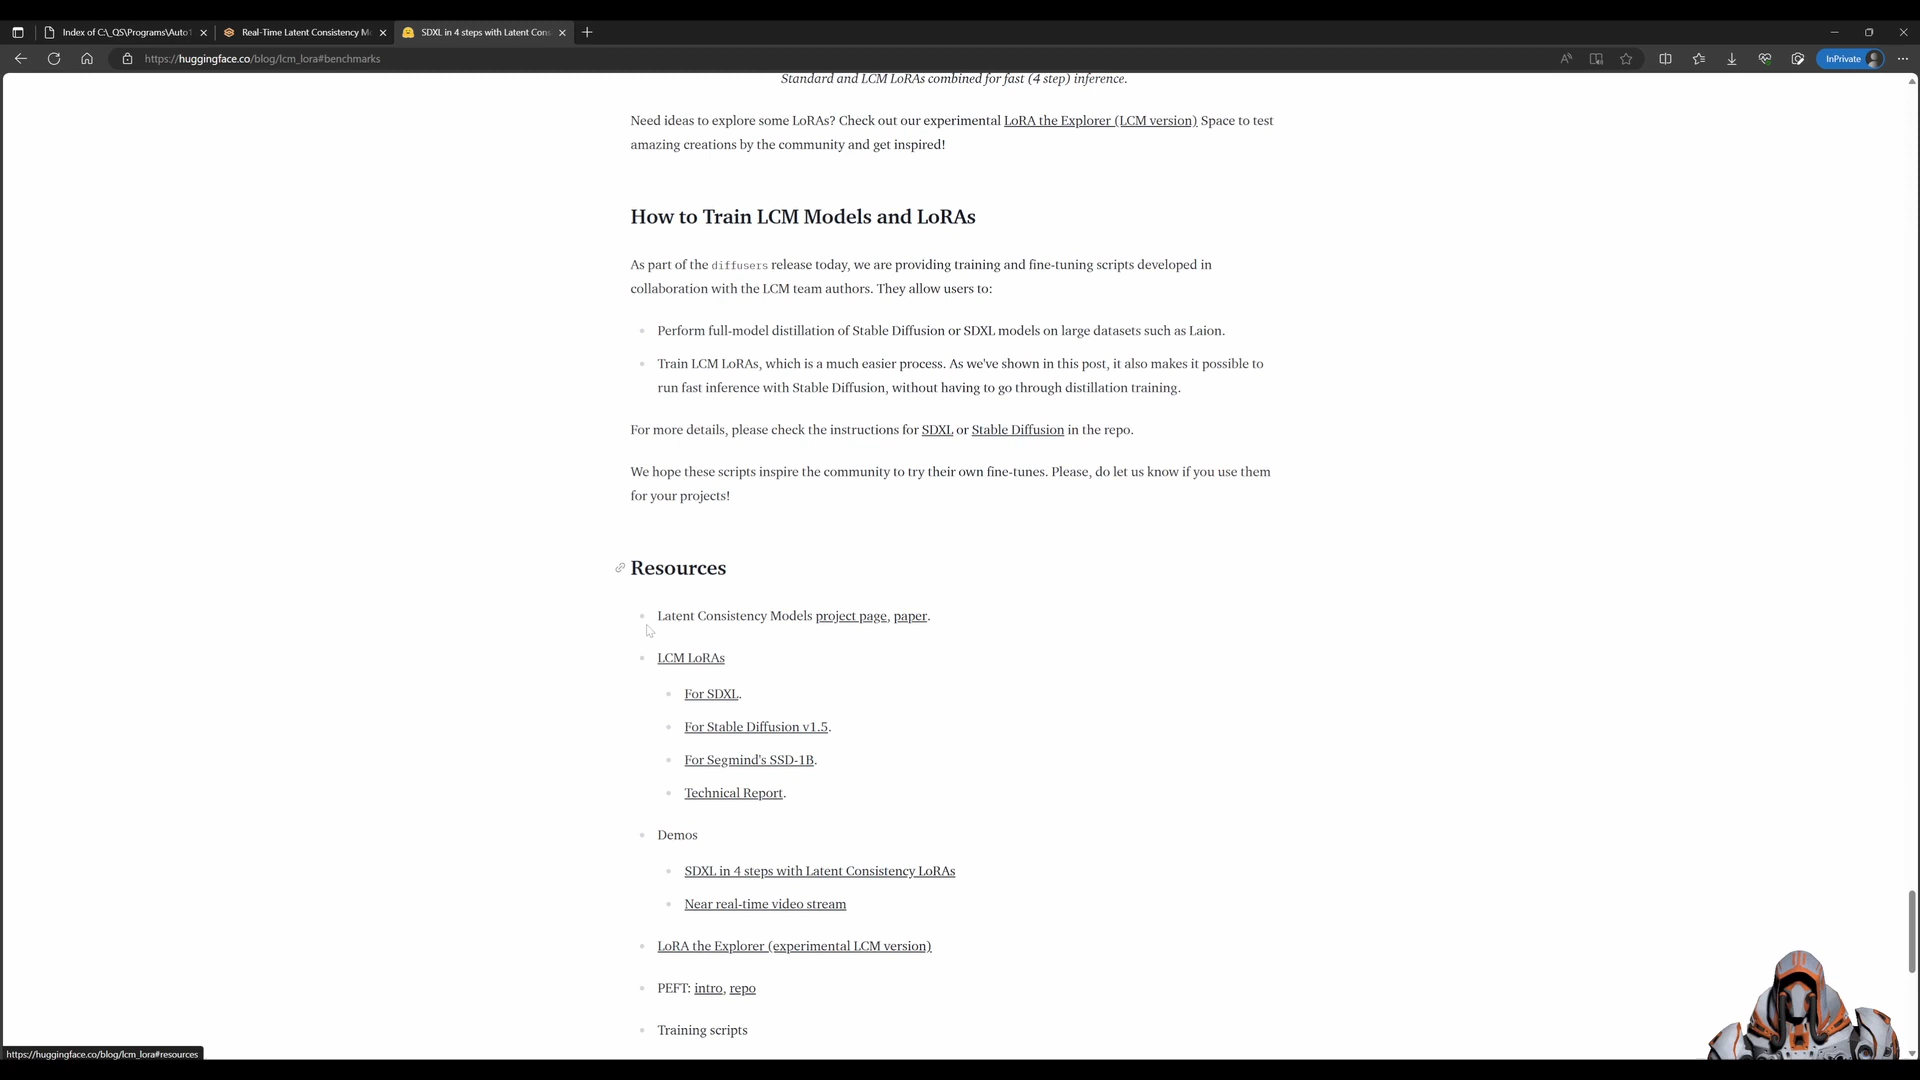 Index of C:\_QS\Programs\Auto1
Real-Time Latent Consistency M
SDXL in 4 steps with Latent Cons
https://huggingface.co/blog/lcm_lora#benchmarks
InPrivate
Standard and LCM LoRAs combined for fast (4 step) inference.
Need ideas to explore some LoRAs? Check out our experimental LoRA the Explorer (LCM version) Space to test
amazing creations by the community and get inspired!
How to Train LCM Models and LoRAs
As part of the diffusers release today, we are providing training and fine-tuning scripts developed in
collaboration with the LCM team authors. They allow users to:
Perform full-model distillation of Stable Diffusion or SDXL models on large datasets such as Laion.
Train LCM LoRAs, which is a much easier process. As we've shown in this post, it also makes it possible to
run fast inference with Stable Diffusion, without having to go through distillation training.
For more details, please check the instructions for SDXL or Stable Diffusion in the repo.
We hope these scripts inspire the community to try their own fine-tunes. Please, do let us know if you use them
for your projects!
Resources
Latent Consistency Models project page, paper.
LCM LoRAs
For SDXL.
For Stable Diffusion v1.5.
For Segmind's SSD-1B.
Technical Report.
Demos
SDXL in 4 steps with Latent Consistency LoRAs
Near real-time video stream
LoRA the Explorer (experimental LCM version)
PEFT: intro, repo
Training scripts
https://huggingface.co/blog/lcm_lora#resources